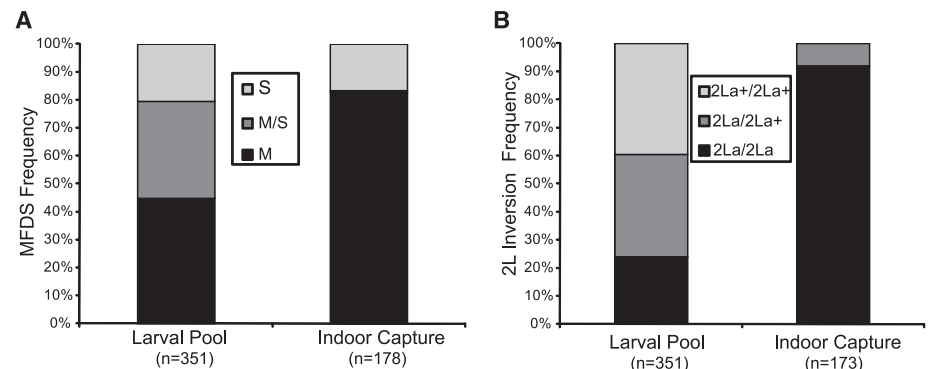 A
MFDS Frequency
100%
90%
80%
70%
60%
50%
40%
30%
20%
10%
0%
S
M/S
M
Larval Pool
(n=351)
Indoor Capture
(n=178)
B
2L Inversion Frequency
100%
90%
80%
70%
60%
50%
40%
30%
20%
10%
0%
2La+/2La+
2La/2La+
2La/2La
Larval Pool
(n=351)
Indoor Capture
(n=173)